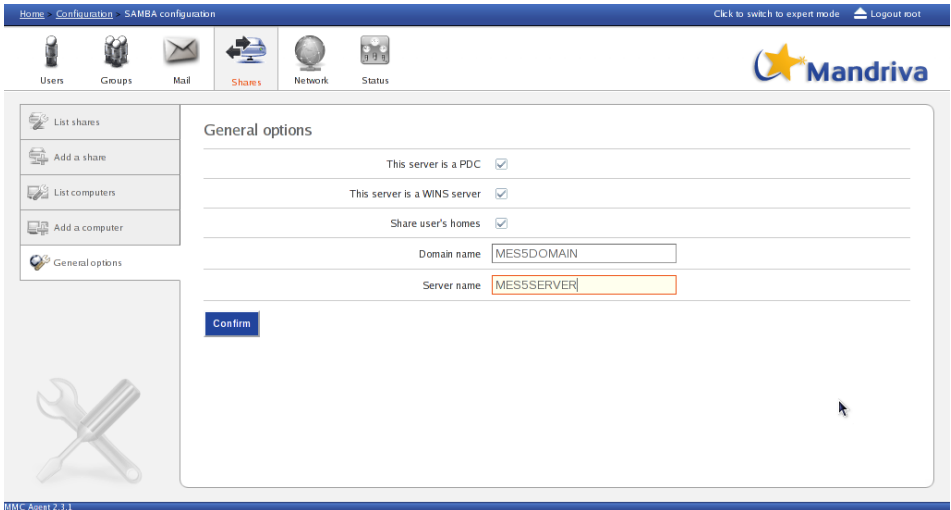 Home > Configuration > SAMBA configuration
Click to switch to expert mode Logout root
Users Groups Mail Shares Network Status
Mandriva
List shares
Add a share
List computers
Add a computer
General options
General options
This server is a PDC
This server is a WINS server
Share user's homes
Domain name MES5DOMAIN
Server name MES5SERVER
Confirm
MMC Agent 2.3.1